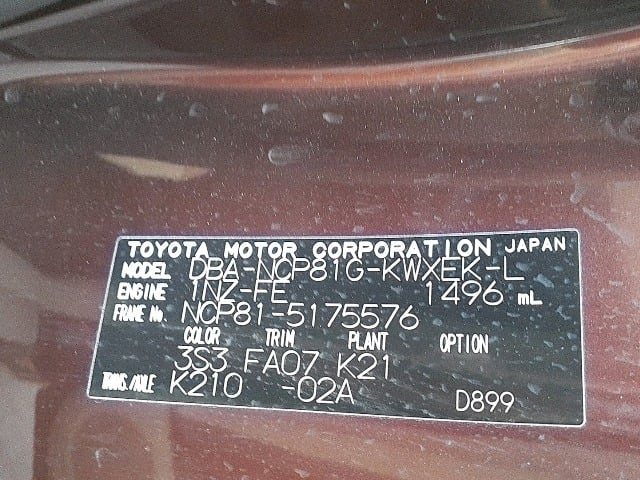 TOYOTA MOTOR CORPORATION JAPAN
MODEL DBA-NCP81G-KWXEK-L
ENGINE 1NZ-FE 1496 mL
FRAME No. NCP81-5175576
COLOR TRIM PLANT OPTION
3S3 FA07 K21
TRANS./AXLE K210 -02A D899